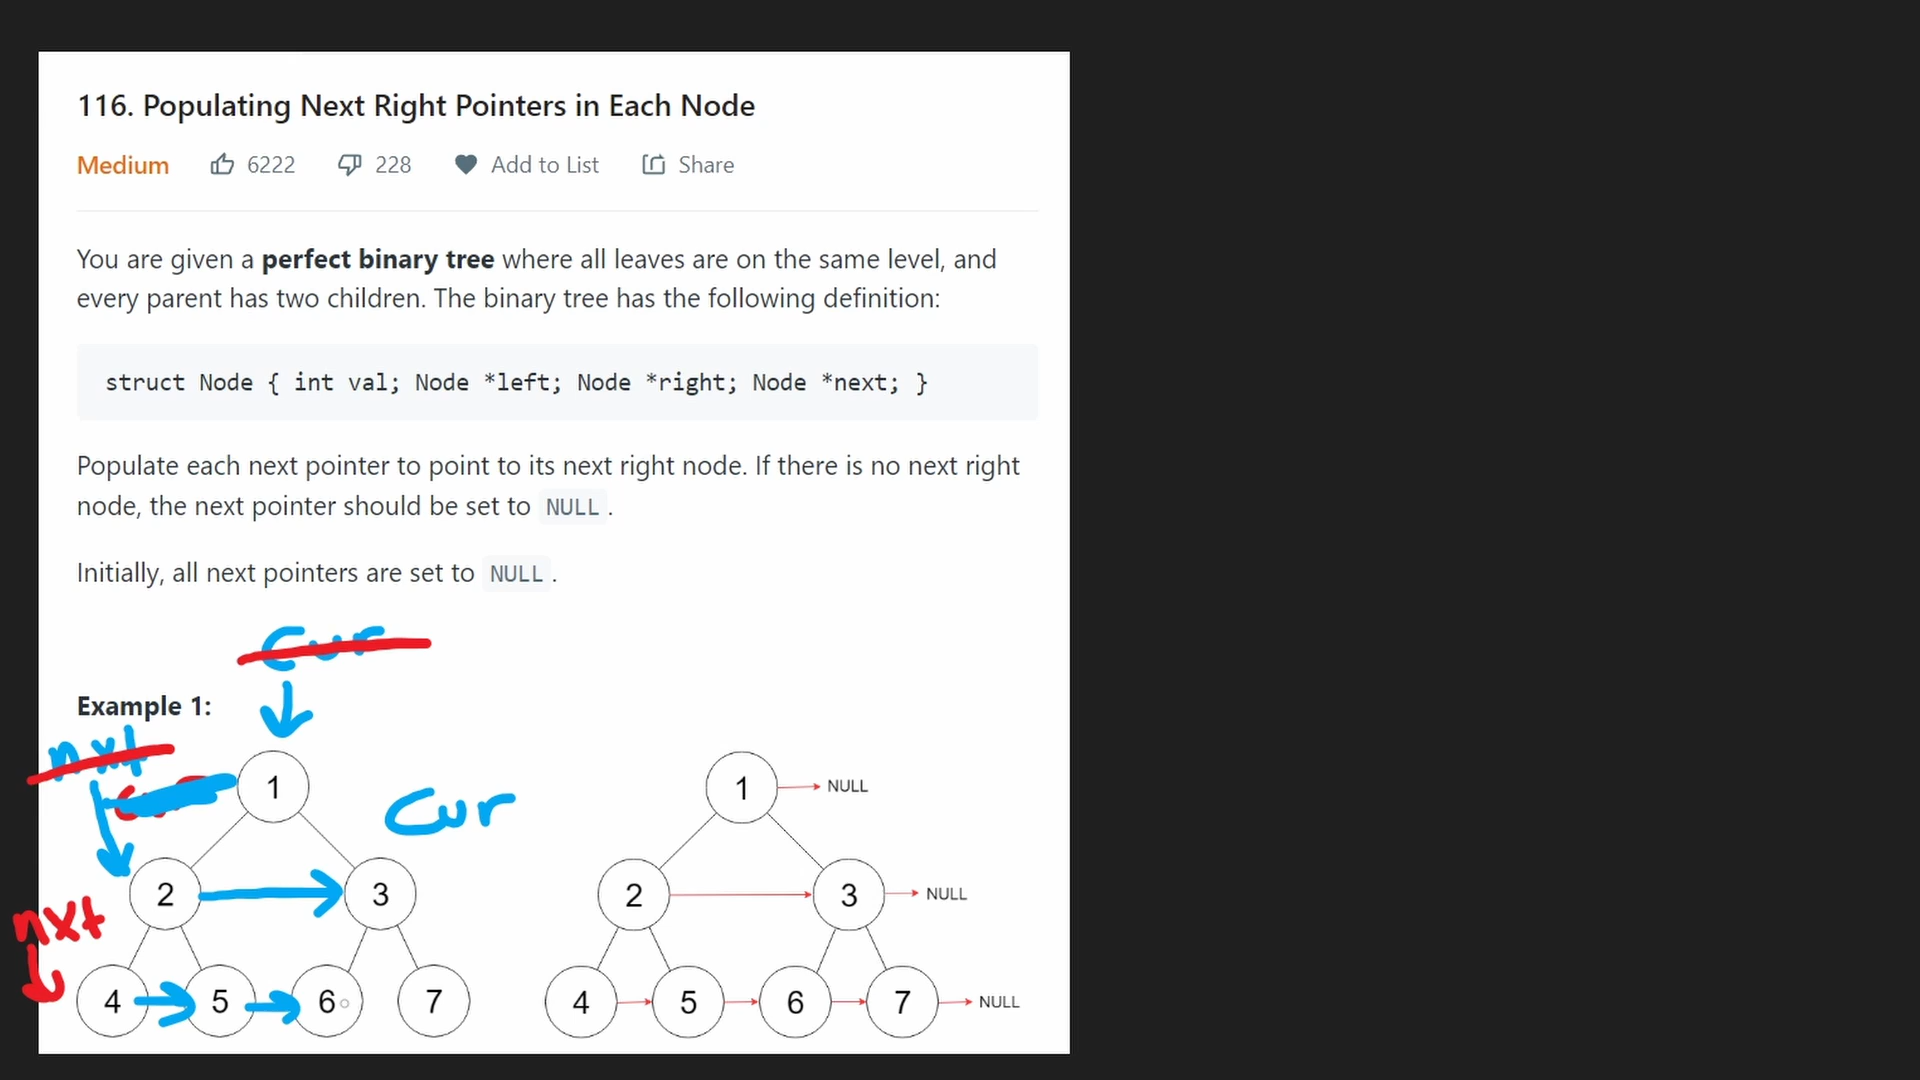 116. Populating Next Right Pointers in Each Node
Medium 6222 228 Add to List Share
You are given a perfect binary tree where all leaves are on the same level, and
every parent has two children. The binary tree has the following definition:
struct Node { int val; Node *left; Node *right; Node *next; }
Populate each next pointer to point to its next right node. If there is no next right
node, the next pointer should be set to NULL.
Initially, all next pointers are set to NULL.
Cur
Example 1:
nxt
1
Cur
2 3
nxt
4 5 6 7
1 NULL
2 3 NULL
4 5 6 7 NULL